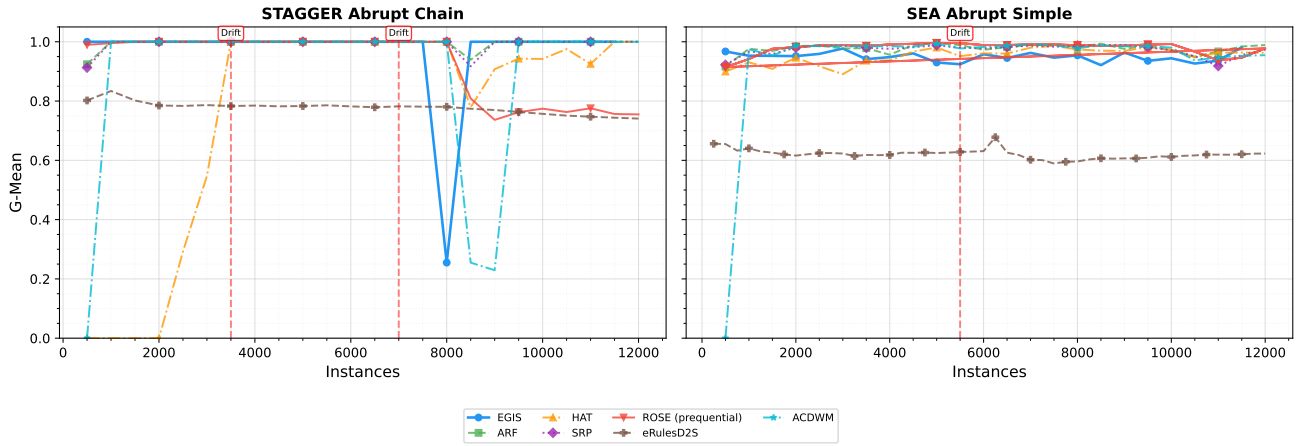 STAGGER Abrupt Chain
SEA Abrupt Simple
Drift
Drift
Drift
G-Mean
1.0
0.8
0.6
0.4
0.2
0.0
0 2000 4000 6000 8000 10000 12000
0 2000 4000 6000 8000 10000 12000
Instances
Instances
EGIS HAT ROSE (prequential) ACDWM
ARF SRP eRulesD2S